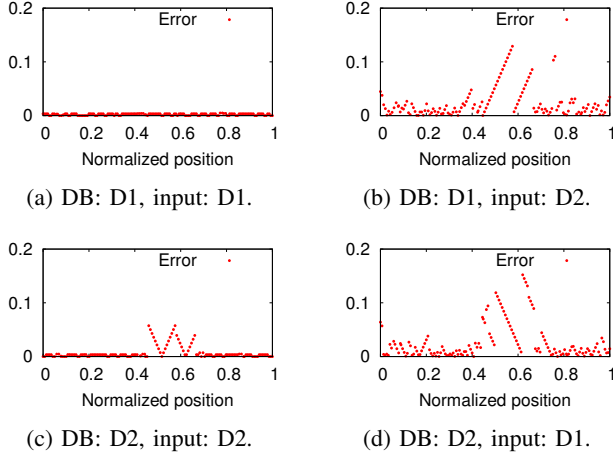 Error
0.2
0.1
0
0 0.2 0.4 0.6 0.8 1
Normalized position
(a) DB: D1, input: D1.
Error
0.2
0.1
0
0 0.2 0.4 0.6 0.8 1
Normalized position
(b) DB: D1, input: D2.
Error
0.2
0.1
0
0 0.2 0.4 0.6 0.8 1
Normalized position
(c) DB: D2, input: D2.
Error
0.2
0.1
0
0 0.2 0.4 0.6 0.8 1
Normalized position
(d) DB: D2, input: D1.